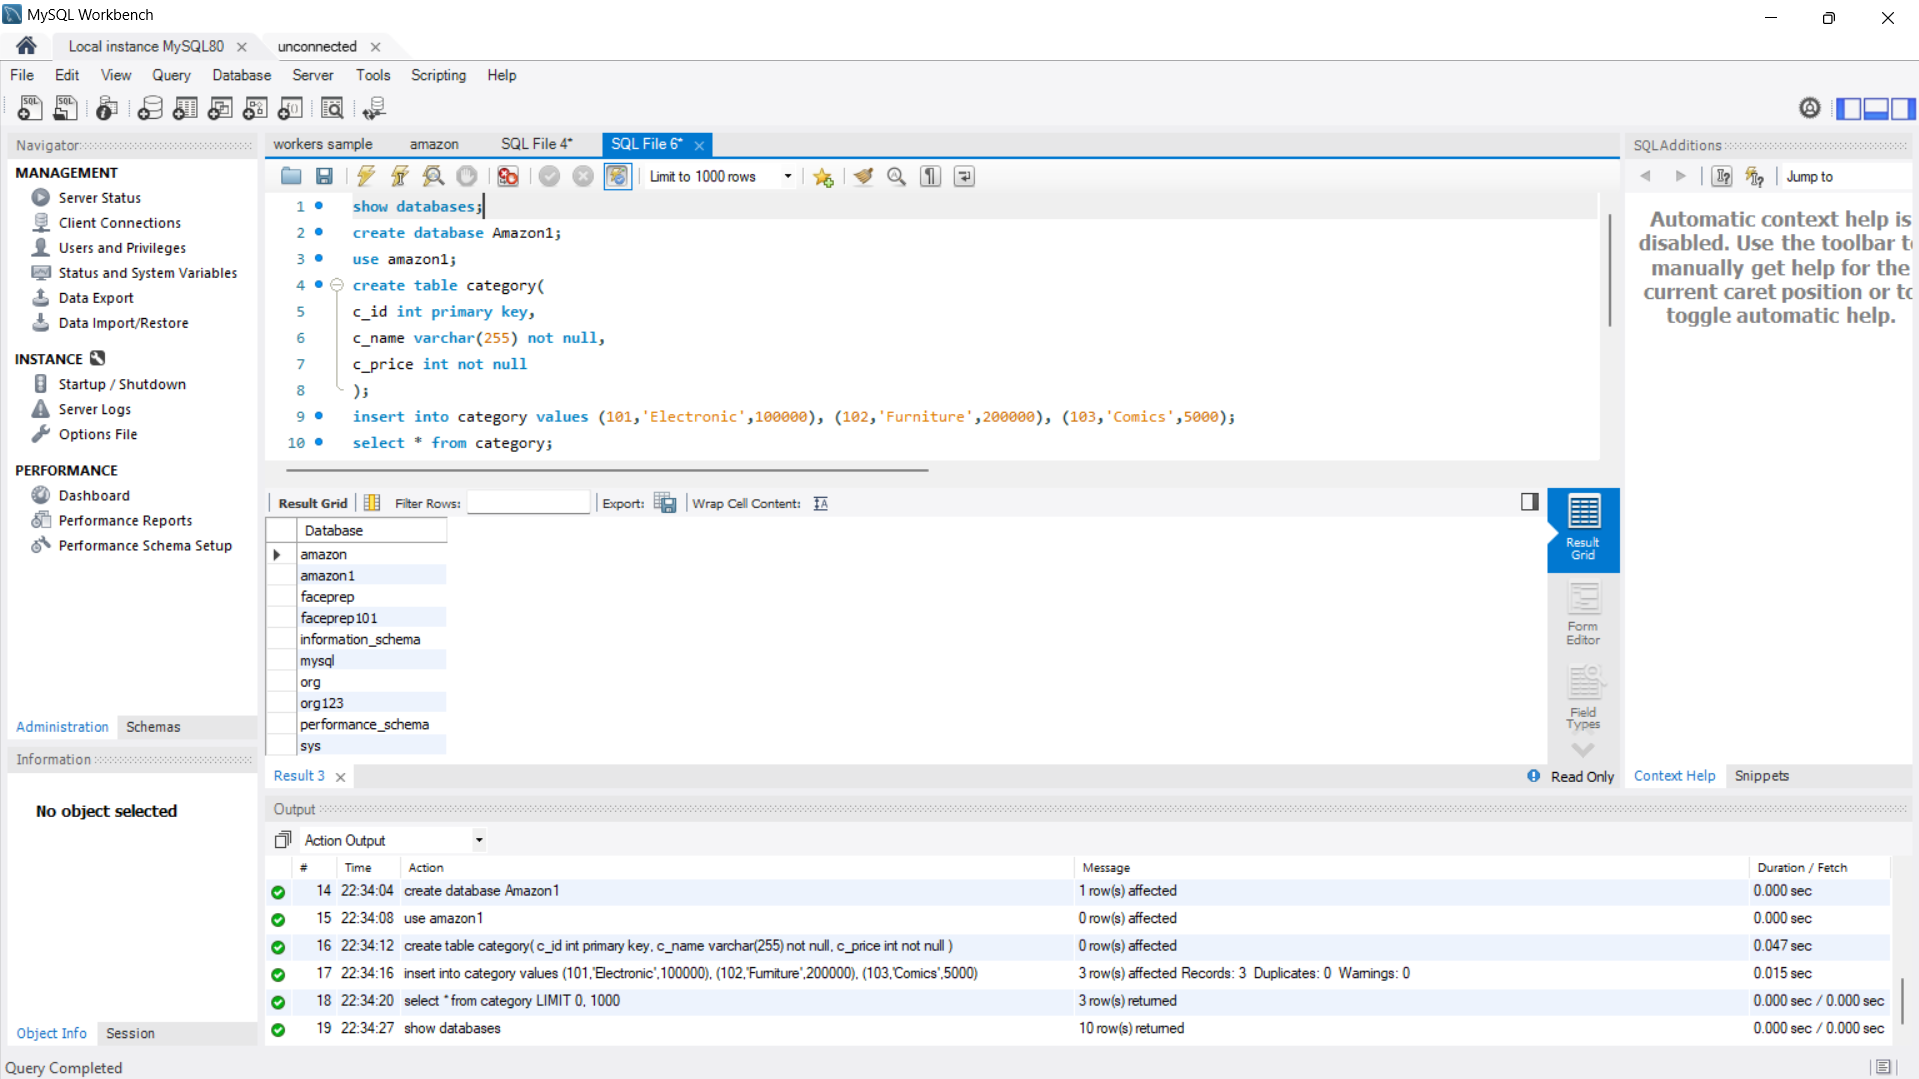 MySQL Workbench
Local instance MySQL80
unconnected
File Edit View Query Database Server Tools Scripting Help
Navigator
MANAGEMENT
Server Status
Client Connections
Users and Privileges
Status and System Variables
Data Export
Data Import/Restore
INSTANCE
Startup / Shutdown
Server Logs
Options File
PERFORMANCE
Dashboard
Performance Reports
Performance Schema Setup
Administration Schemas
Information
No object selected
Object Info Session
workers sample amazon SQL File 4* SQL File 6*
Limit to 1000 rows
1 show databases;
2 create database Amazon1;
3 use amazon1;
4 create table category(
5 c_id int primary key,
6 c_name varchar(255) not null,
7 c_price int not null
8 );
9 insert into category values (101,'Electronic',100000), (102,'Furniture',200000), (103,'Comics',5000);
10 select * from category;
Result Grid Filter Rows: Export: Wrap Cell Content:
Database
amazon
amazon1
faceprep
faceprep101
information_schema
mysql
org
org123
performance_schema
sys
Result Grid
Form Editor
Field Types
Result 3
Read Only
SQLAdditions
Jump to
Automatic context help is
disabled. Use the toolbar t
manually get help for the
current caret position or to
toggle automatic help.
Context Help Snippets
Output
Action Output
# Time Action Message Duration / Fetch
14 22:34:04 create database Amazon1 1 row(s) affected 0.000 sec
15 22:34:08 use amazon1 0 row(s) affected 0.000 sec
16 22:34:12 create table category( c_id int primary key, c_name varchar(255) not null, c_price int not null ) 0 row(s) affected 0.047 sec
17 22:34:16 insert into category values (101,'Electronic',100000), (102,'Furniture',200000), (103,'Comics',5000) 3 row(s) affected Records: 3 Duplicates: 0 Warnings: 0 0.015 sec
18 22:34:20 select * from category LIMIT 0, 1000 3 row(s) returned 0.000 sec / 0.000 sec
19 22:34:27 show databases 10 row(s) returned 0.000 sec / 0.000 sec
Query Completed